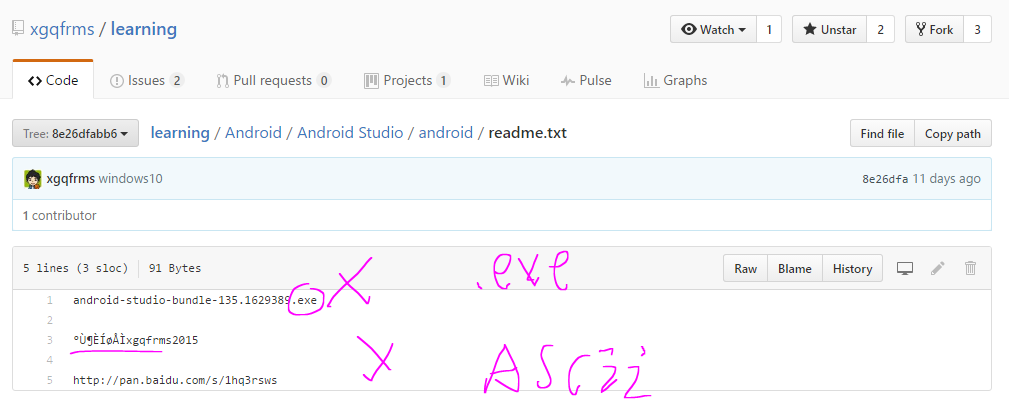 xgqfrms / learning
Watch 1 Unstar 2 Fork 3
Code Issues 2 Pull requests 0 Projects 1 Wiki Pulse Graphs
Tree: 8e26dfabb6 learning / Android / Android Studio / android / readme.txt Find file Copy path
xgqfrms windows10 8e26dfa 11 days ago
1 contributor
5 lines (3 sloc) 91 Bytes Raw Blame History
.exe
1 android-studio-bundle-135.1629389.exe
2
3 °Ù¶ÈÍøÅÌxgqfrms2015
4
ASCii
5 http://pan.baidu.com/s/1hq3rsws